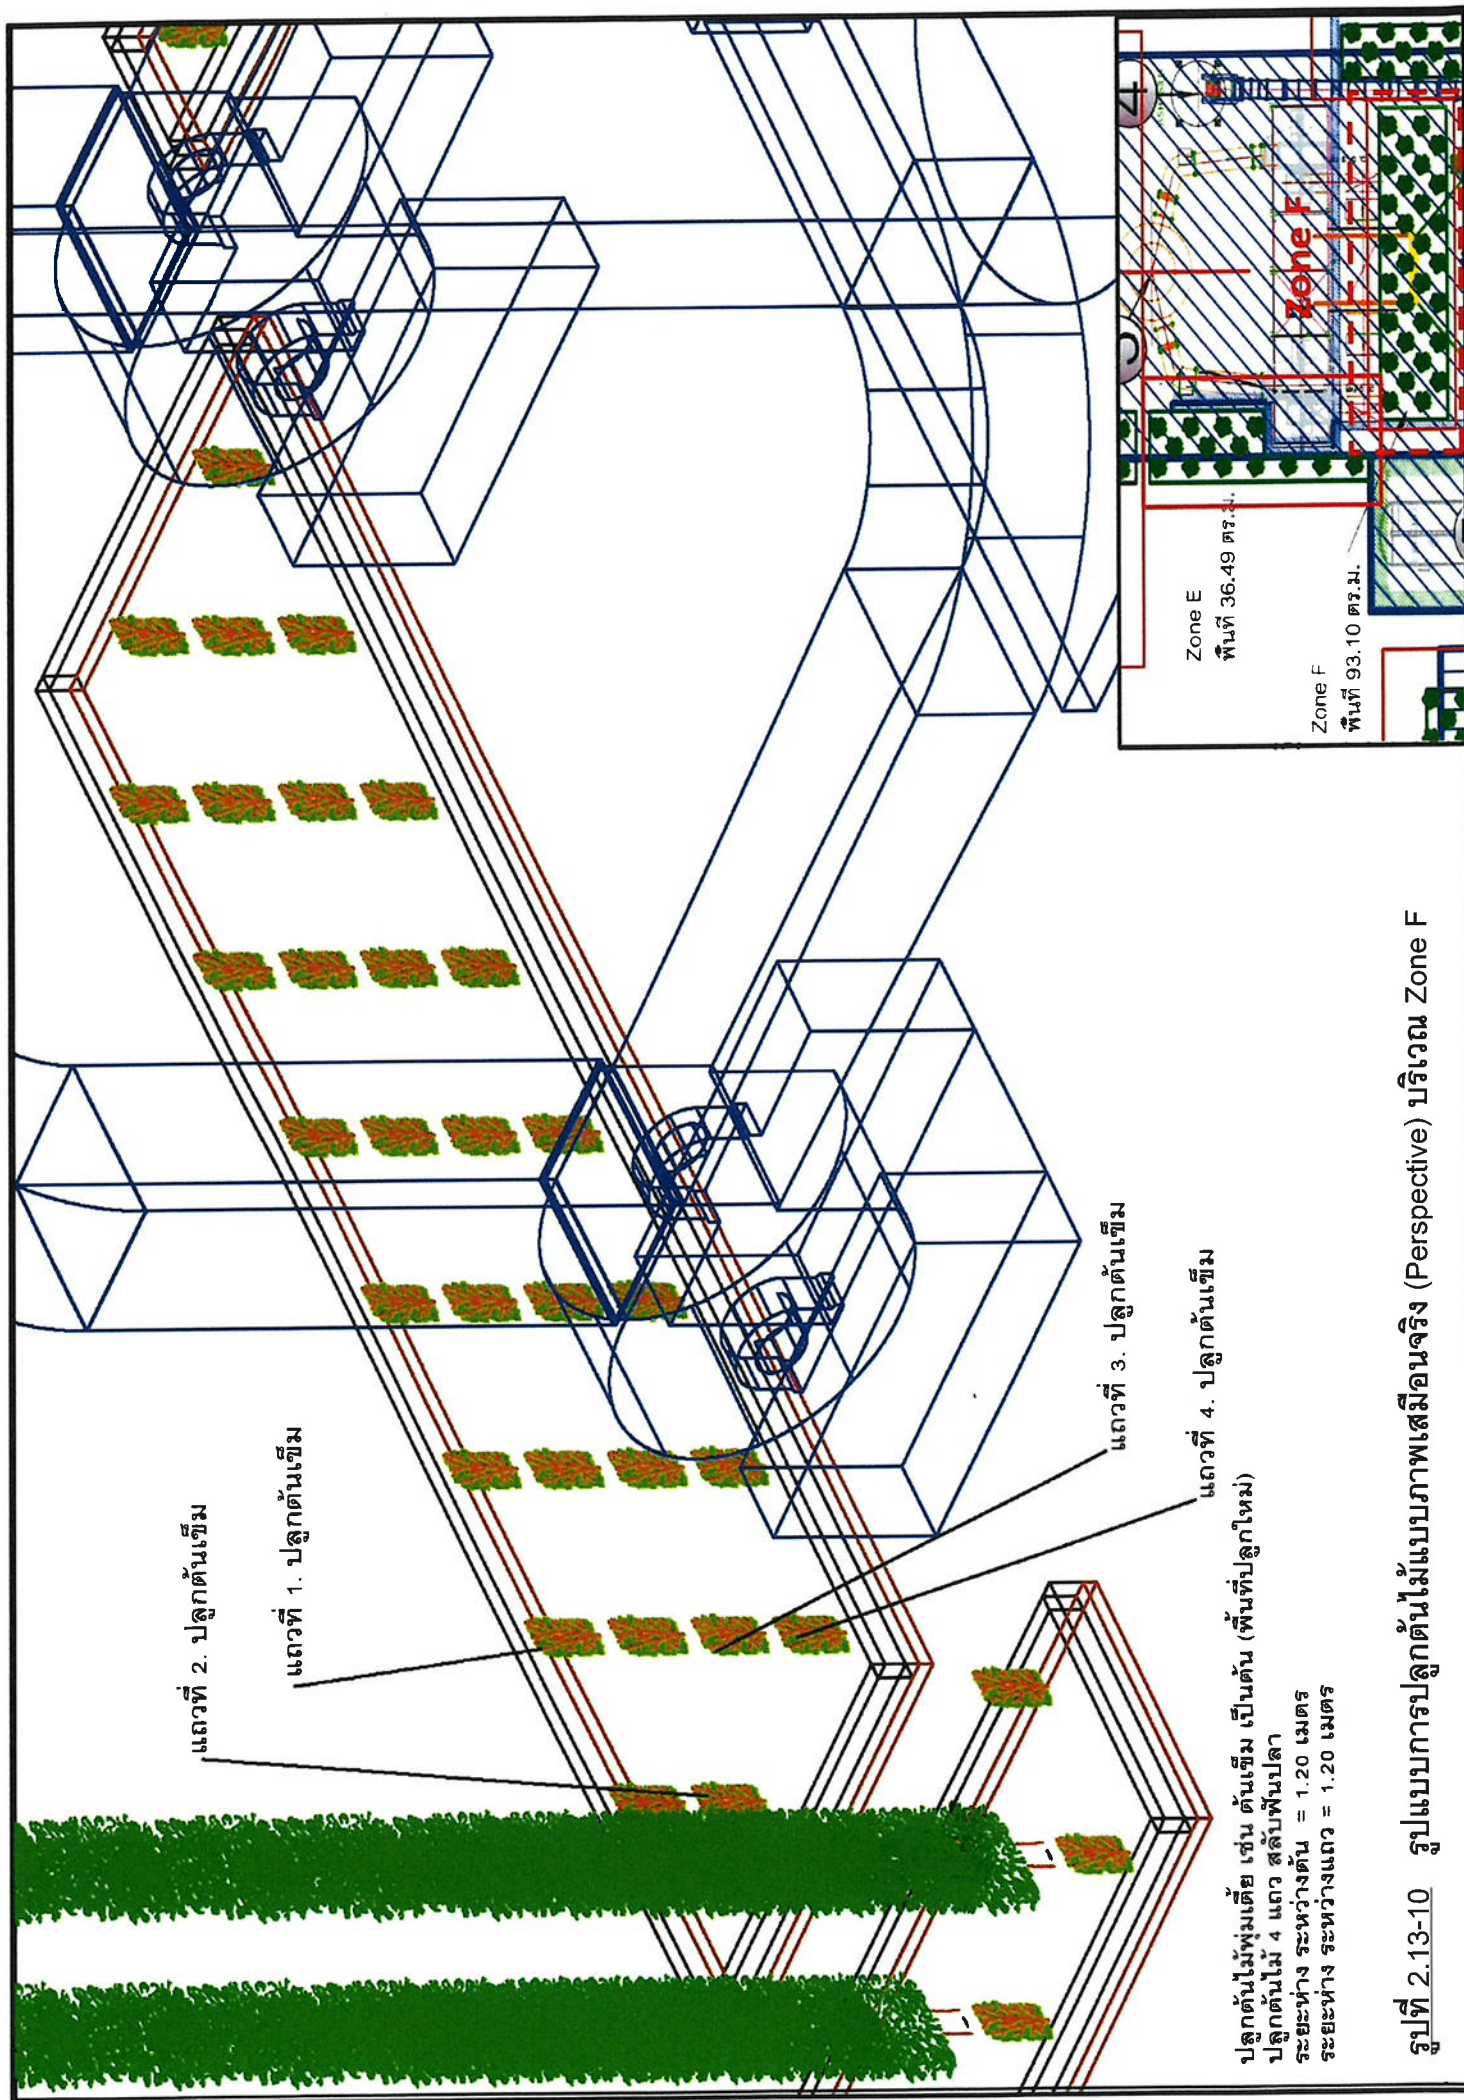 แถวที่ 2. ปลูกต้นเข็ม
แถวที่ 1. ปลูกต้นเข็ม
แถวที่ 3. ปลูกต้นเข็ม
แถวที่ 4. ปลูกต้นเข็ม
ปลูกต้นไม้พุ่มเตี้ย เช่น ต้นเข็ม เป็นต้น (พื้นที่ปลูกใหม่)
ปลูกต้นไม้ 4 แถว สลับฟันปลา
ระยะห่าง ระหว่างต้น = 1.20 เมตร
ระยะห่าง ระหว่างแถว = 1.20 เมตร
Zone E
พื้นที่ 36.49 ตร.ม.
Zone F
พื้นที่ 93.10 ตร.ม.
Zone F
4
รูปที่ 2.13-10 รูปแบบการปลูกต้นไม้แบบภาพเสมือนจริง (Perspective) บริเวณ Zone F